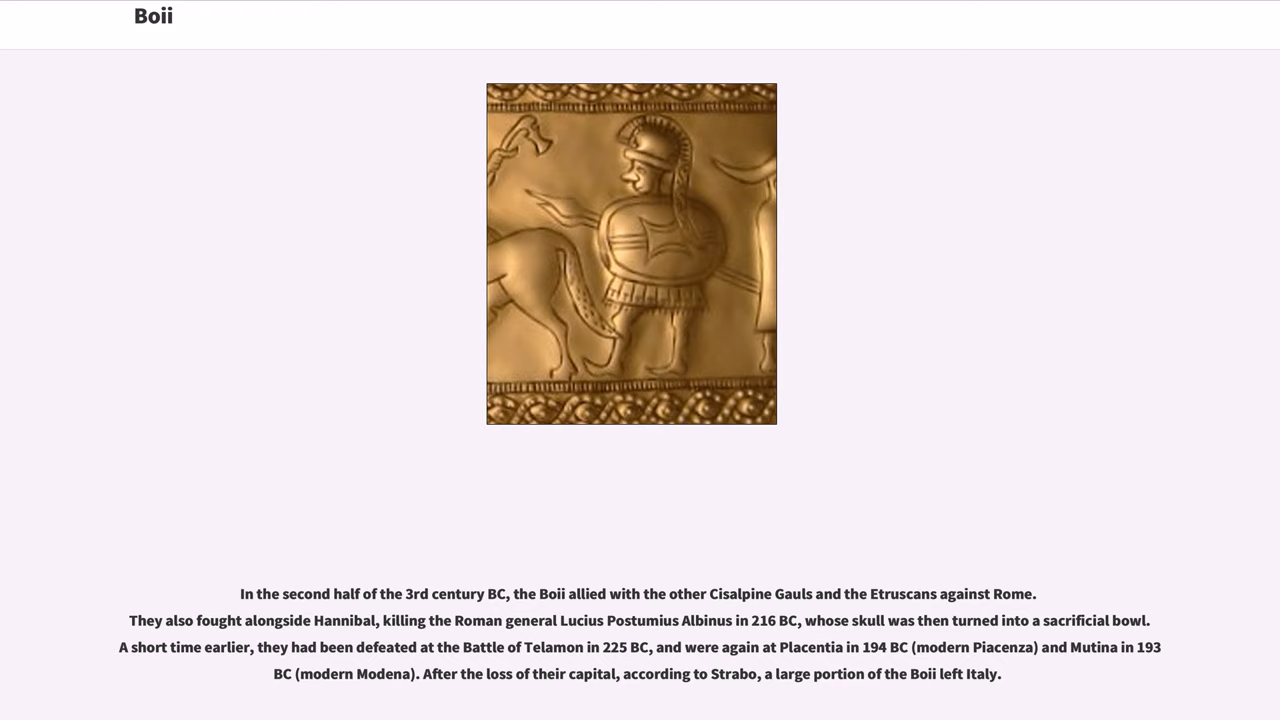 Boii
In the second half of the 3rd century BC, the Boii allied with the other Cisalpine Gauls and the Etruscans against Rome.
They also fought alongside Hannibal, killing the Roman general Lucius Postumius Albinus in 216 BC, whose skull was then turned into a sacrificial bowl.
A short time earlier, they had been defeated at the Battle of Telamon in 225 BC, and were again at Placentia in 194 BC (modern Piacenza) and Mutina in 193
BC (modern Modena). After the loss of their capital, according to Strabo, a large portion of the Boii left Italy.